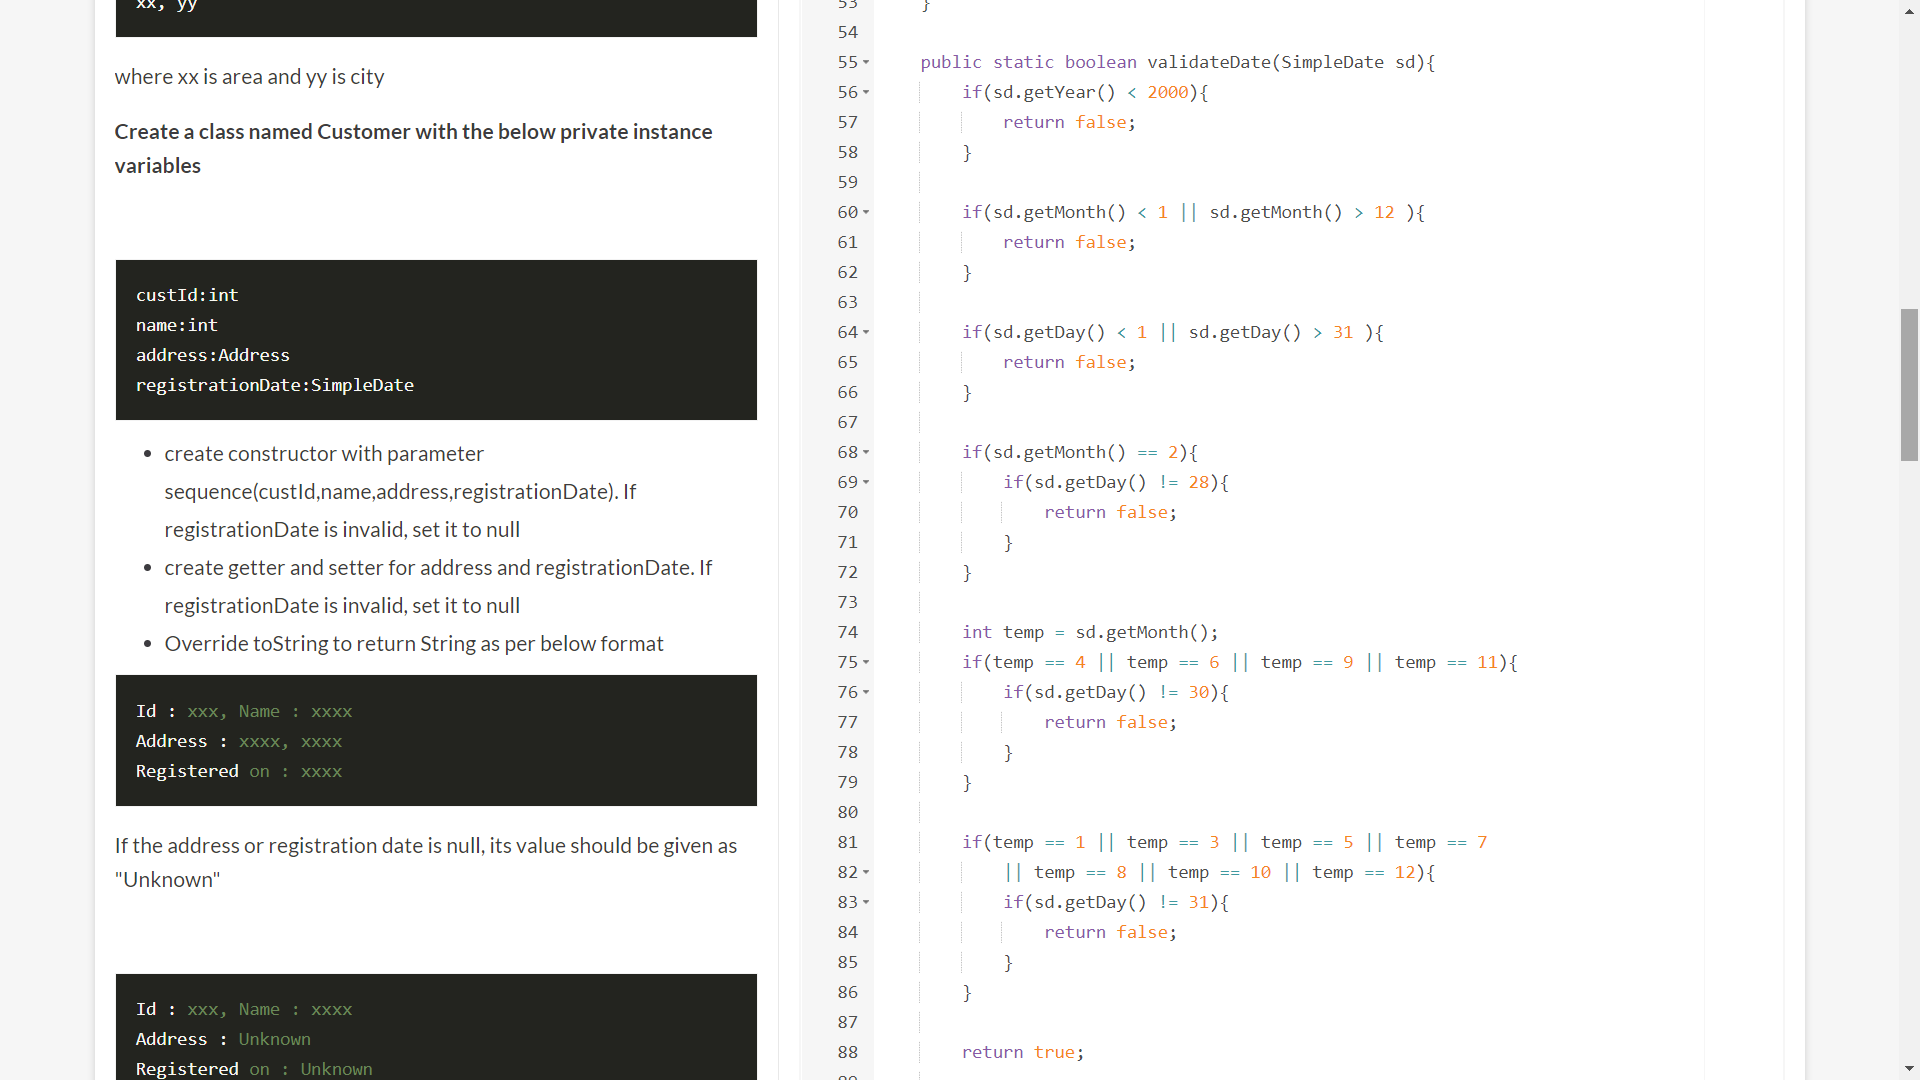 xx, yy
where xx is area and yy is city
Create a class named Customer with the below private instance
variables
custId:int
name:int
address:Address
registrationDate:SimpleDate
• create constructor with parameter
sequence(custId,name,address,registrationDate). If
registrationDate is invalid, set it to null
• create getter and setter for address and registrationDate. If
registrationDate is invalid, set it to null
• Override toString to return String as per below format
Id : xxx, Name : xxxx
Address : xxxx, xxxx
Registered on : xxxx
If the address or registration date is null, its value should be given as
"Unknown"
Id : xxx, Name : xxxx
Address : Unknown
Registered on : Unknown
53 }
54
55 public static boolean validateDate(SimpleDate sd){
56 if(sd.getYear() < 2000){
57 return false;
58 }
59
60 if(sd.getMonth() < 1 || sd.getMonth() > 12 ){
61 return false;
62 }
63
64 if(sd.getDay() < 1 || sd.getDay() > 31 ){
65 return false;
66 }
67
68 if(sd.getMonth() == 2){
69 if(sd.getDay() != 28){
70 return false;
71 }
72 }
73
74 int temp = sd.getMonth();
75 if(temp == 4 || temp == 6 || temp == 9 || temp == 11){
76 if(sd.getDay() != 30){
77 return false;
78 }
79 }
80
81 if(temp == 1 || temp == 3 || temp == 5 || temp == 7
82 || temp == 8 || temp == 10 || temp == 12){
83 if(sd.getDay() != 31){
84 return false;
85 }
86 }
87
88 return true;